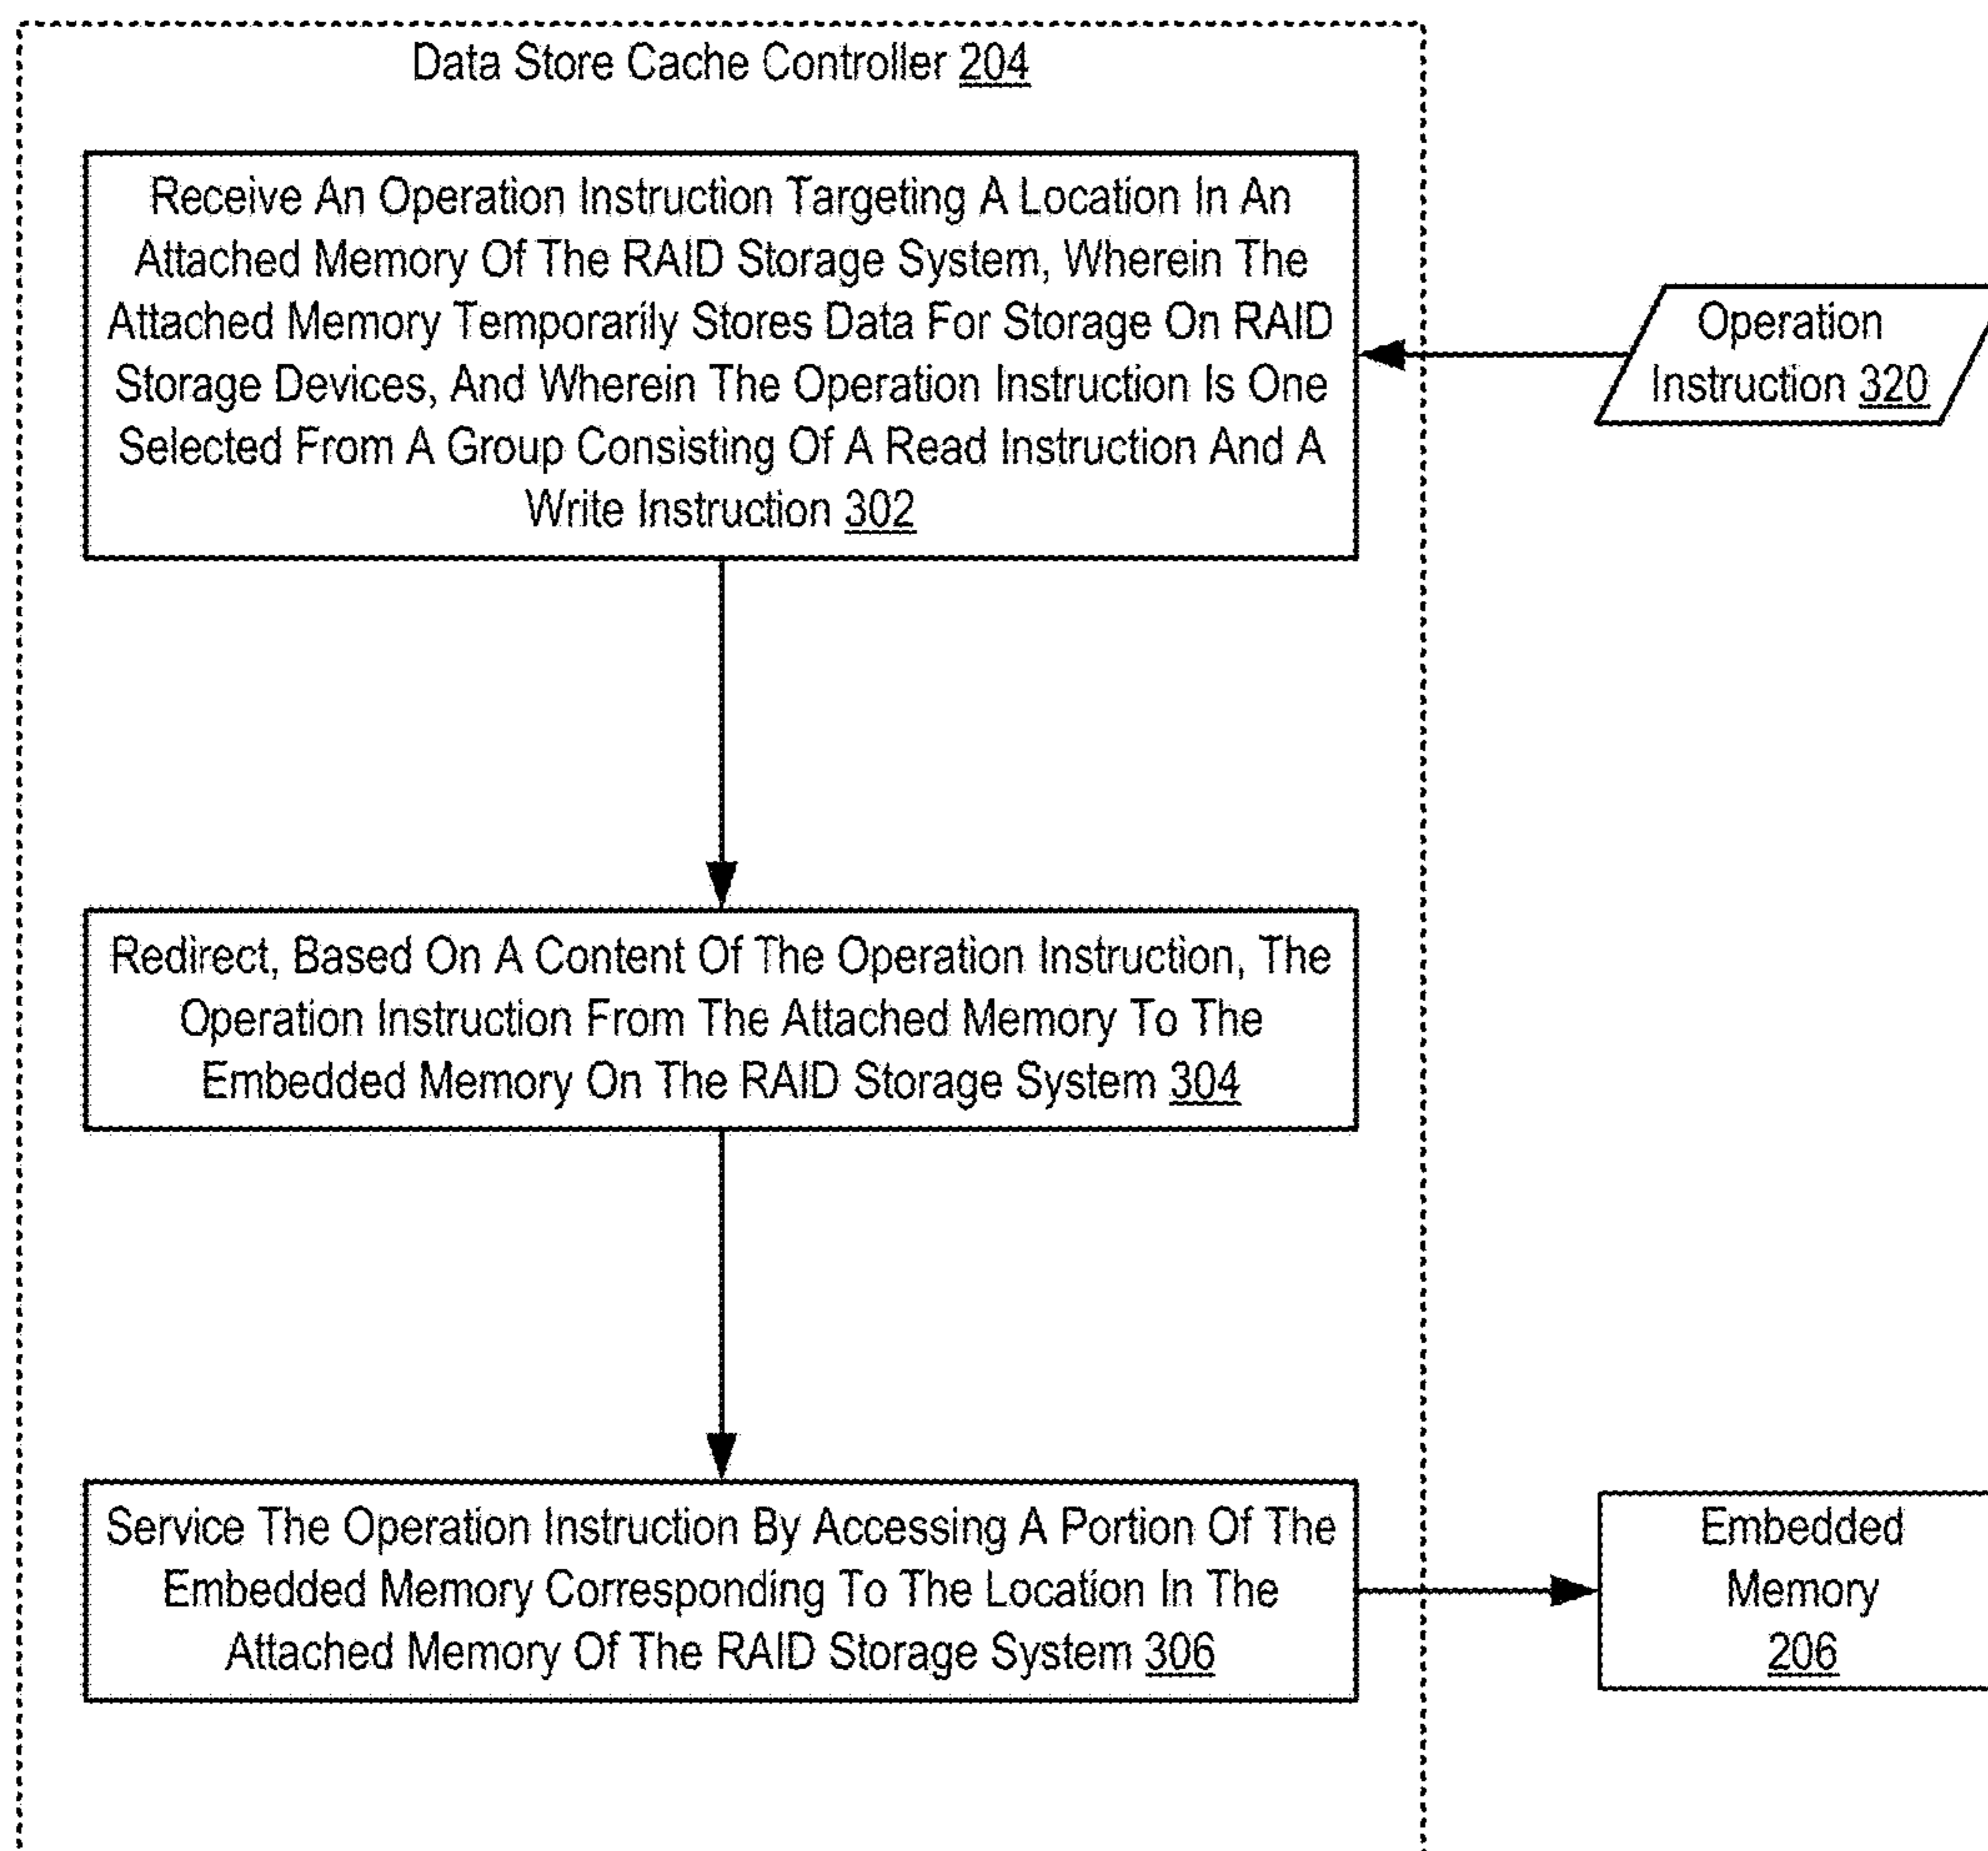 Data Store Cache Controller 204
Receive An Operation Instruction Targeting A Location In An
Attached Memory Of The RAID Storage System, Wherein The
Attached Memory Temporarily Stores Data For Storage On RAID
Storage Devices, And Wherein The Operation Instruction Is One
Selected From A Group Consisting Of A Read Instruction And A
Write Instruction 302
Operation
Instruction 320
Redirect, Based On A Content Of The Operation Instruction, The
Operation Instruction From The Attached Memory To The
Embedded Memory On The RAID Storage System 304
Service The Operation Instruction By Accessing A Portion Of The
Embedded Memory Corresponding To The Location In The
Attached Memory Of The RAID Storage System 306
Embedded
Memory
206